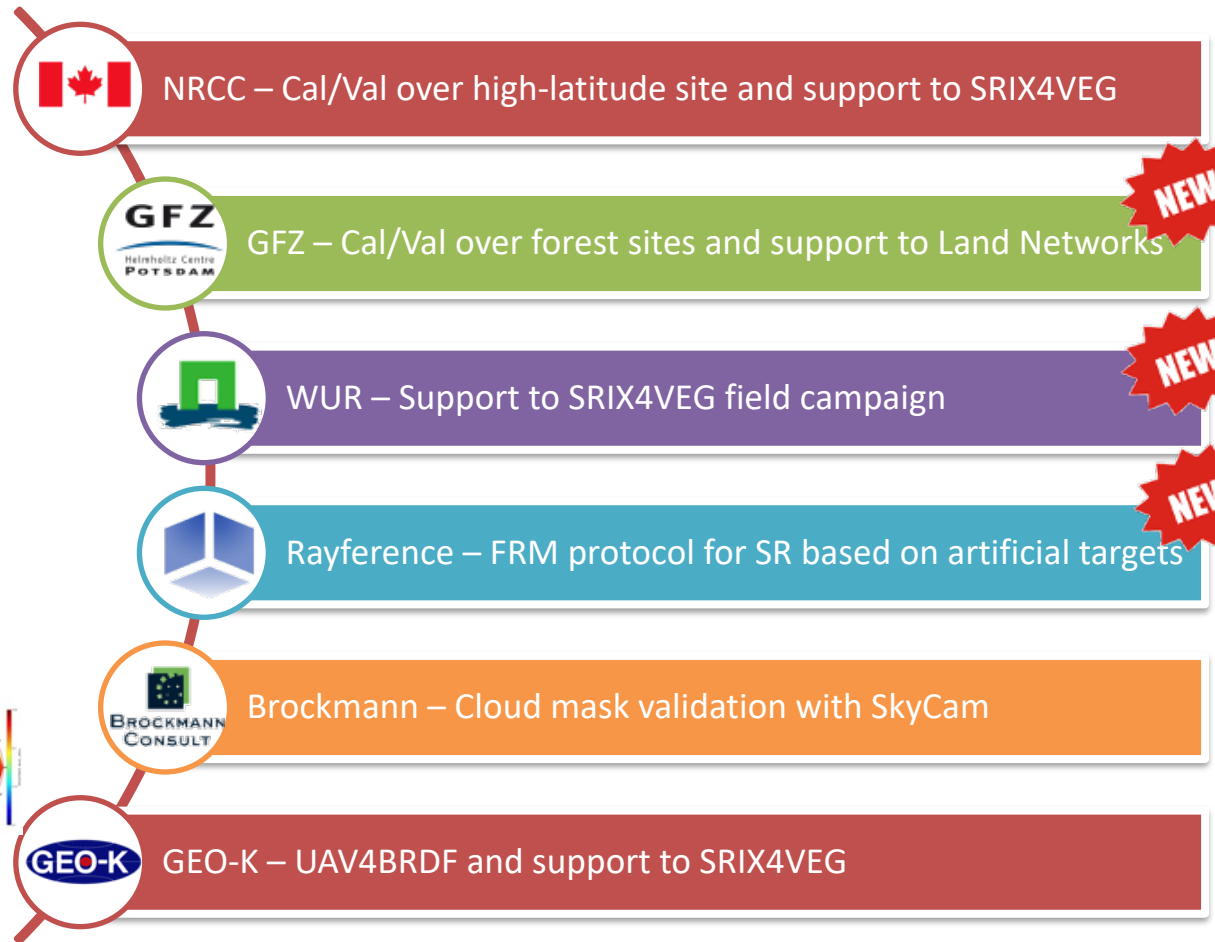 NRCC – Cal/Val over high-latitude site and support to SRIX4VEG
NEW
GFZ
Helmholtz Centre
POTSDAM
GFZ – Cal/Val over forest sites and support to Land Networks
NEW
WUR – Support to SRIX4VEG field campaign
NEW
Rayference – FRM protocol for SR based on artificial targets
BROCKMANN
CONSULT
Brockmann – Cloud mask validation with SkyCam
GEO-K
GEO-K – UAV4BRDF and support to SRIX4VEG